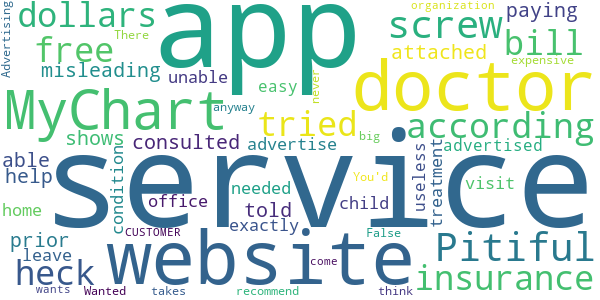 Advertising
dollars
app
screw
organization
paying
There
free
doctor
attached
bill
misleading
unable
easy
never
expensive
MyChart
anyway
tried
according
shows
consulted
advertise
big
advertised
able
service
help
condition
needed
child
You'd
useless
treatment
visit
home
office
told
exactly
False
prior
CUSTOMER
website
Pitiful
leave
heck
come
insurance
wants
Wanted
takes
recommend
think